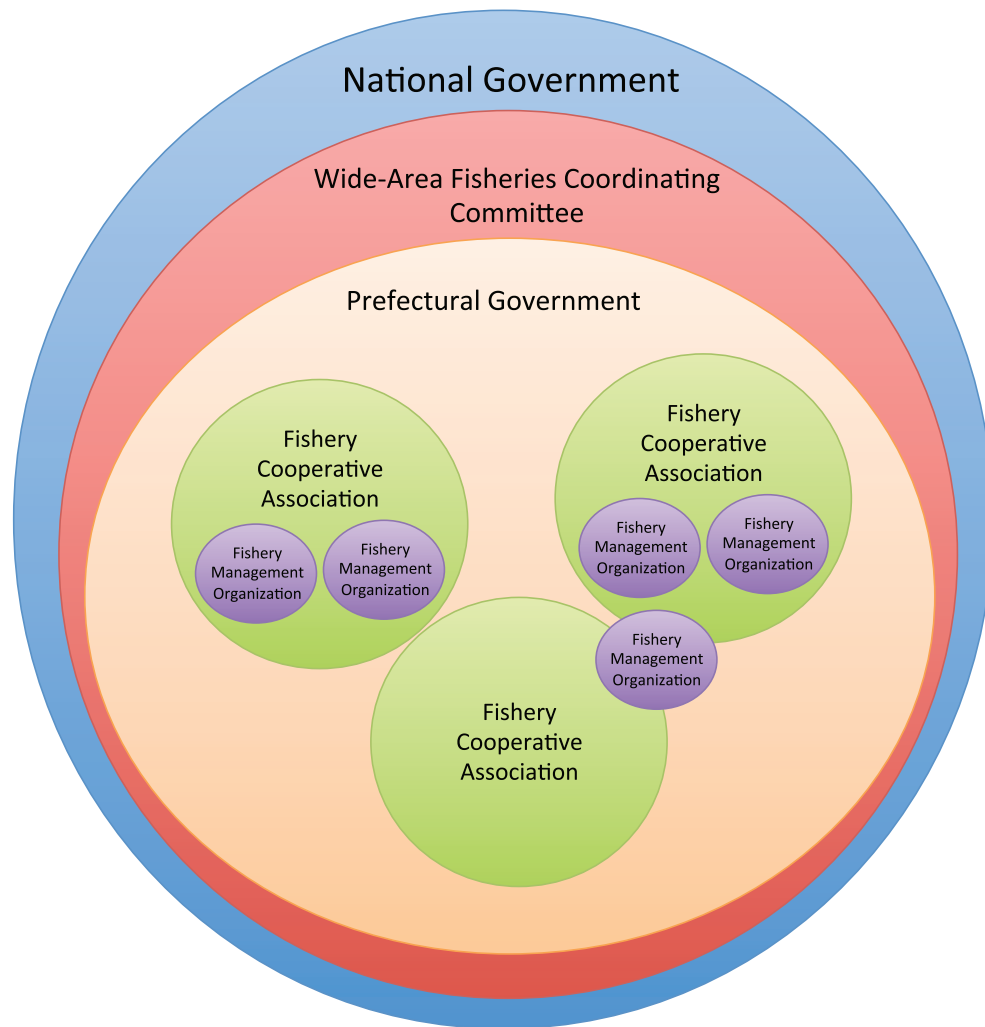 National Government
Wide-Area Fisheries Coordinating
Committee
Prefectural Government
Fishery
Cooperative
Association
Fishery
Management
Organization
Fishery
Management
Organization
Fishery
Cooperative
Association
Fishery
Management
Organization
Fishery
Management
Organization
Fishery
Management
Organization
Fishery
Cooperative
Association